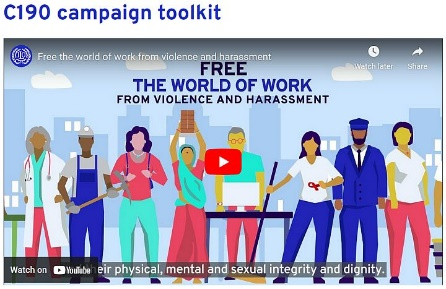 C190 campaign toolkit
Free the world of work from violence and harassment
Watch later
Share
FREE
THE WORLD OF WORK
FROM VIOLENCE AND HARASSMENT
Watch on YouTube
heir physical, mental and sexual integrity and dignity.